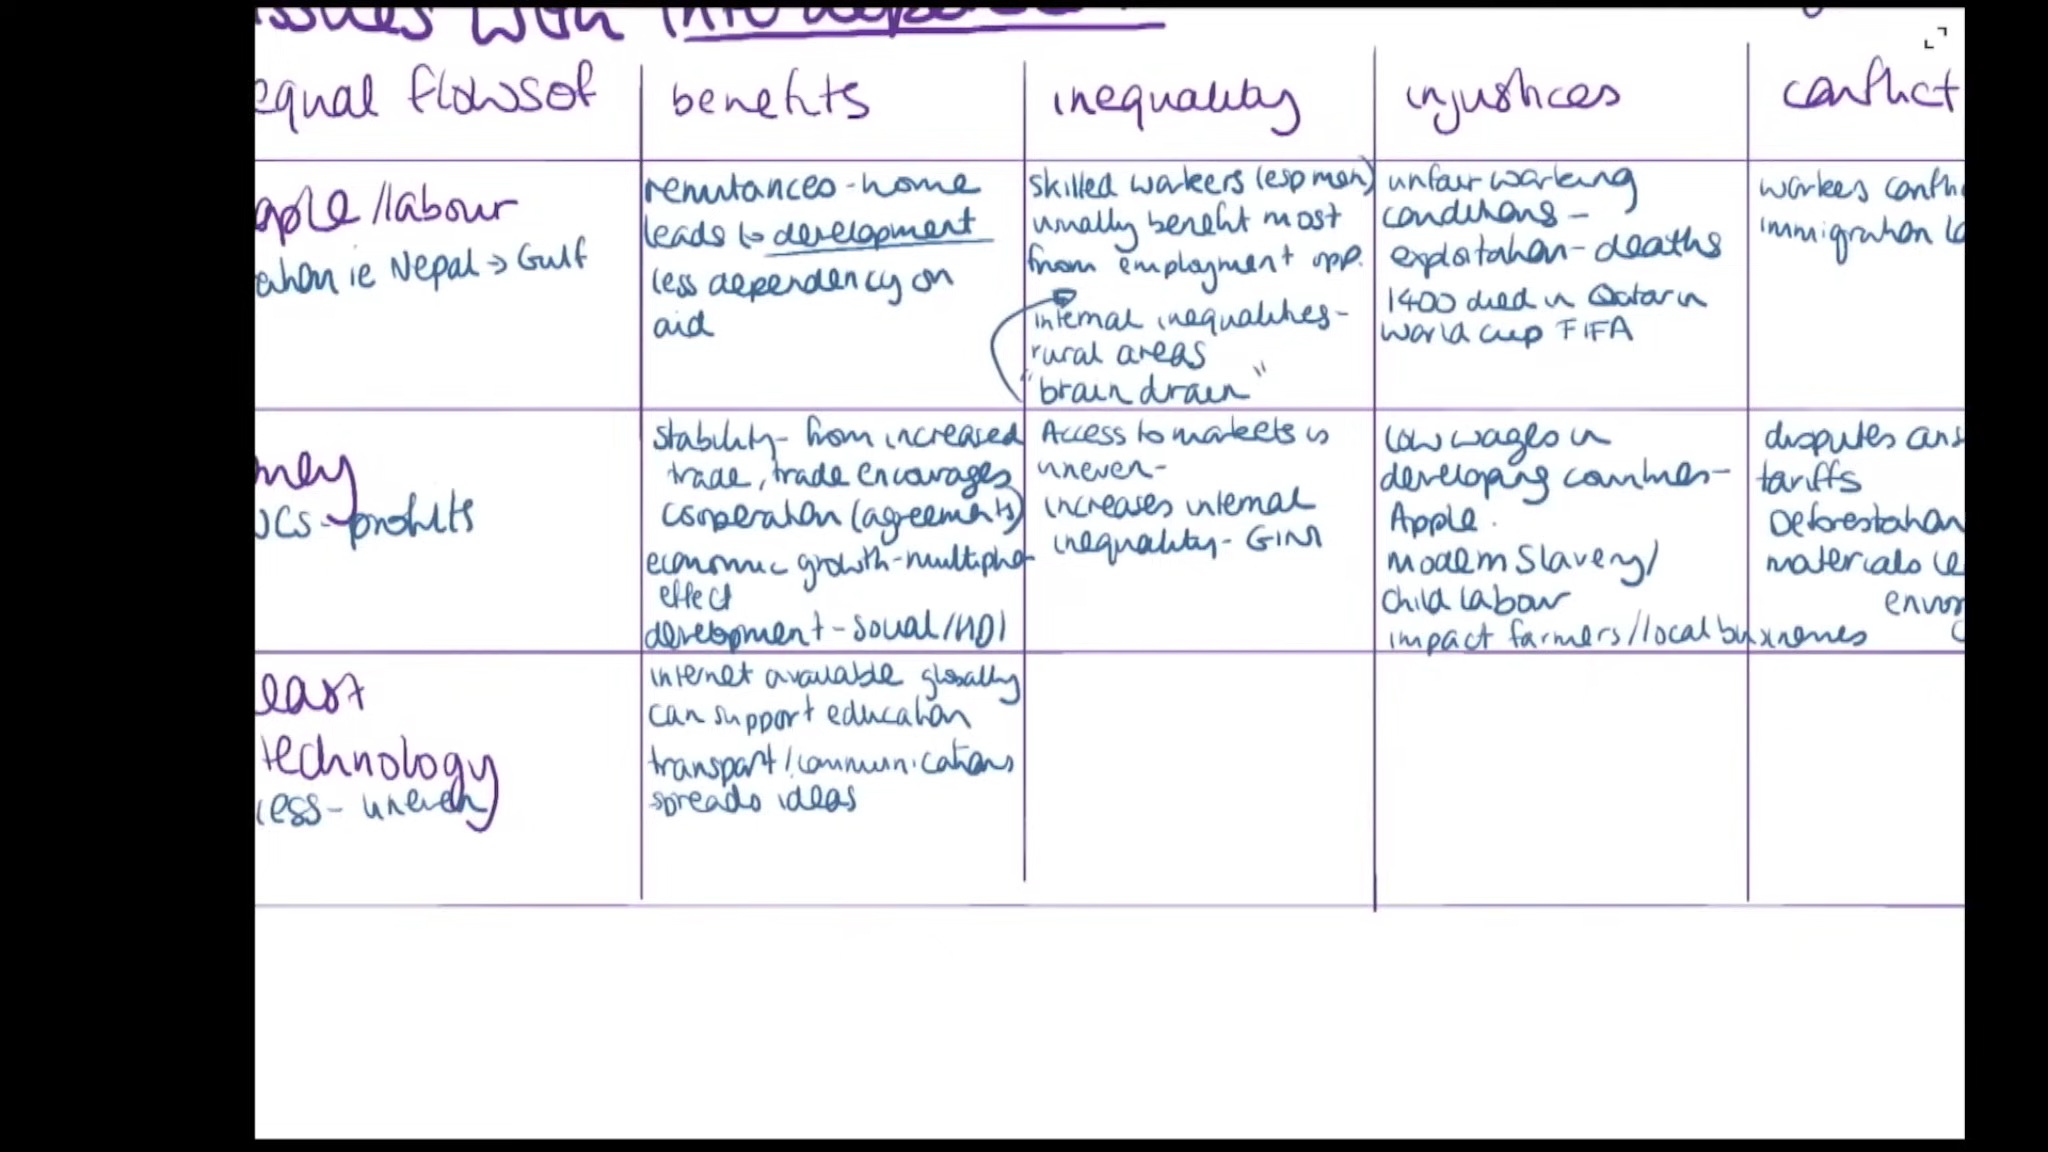 issues with
equal flows of
benefits
inequality
injustices
conflict
ople/labour
ation ie Nepal → Gulf
remittances - home
leads to development
less dependency on
aid
skilled workers (esp men)
usually benefit most
from employment opp.
internal inequalities-
rural areas
"brain drain"
unfair working
conditions -
exploitation - deaths
1400 died in Qatar in
world cup FIFA
workers confli
immigration la
ney
profits
stability - from increased
trade, trade encourages
cooperation (agreements)
economic growth - multiplier
effect
development - social/HDI
Access to markets is
uneven -
increases internal
inequality - GINI
low wages in
developing countries -
Apple.
modern slavery/
child labour
impact farmers/local businesses
disputes
tariffs
Deforestation
materials
envir
technology
cess - uneven
internet available globally
can support education
transport/communications
spreads ideas